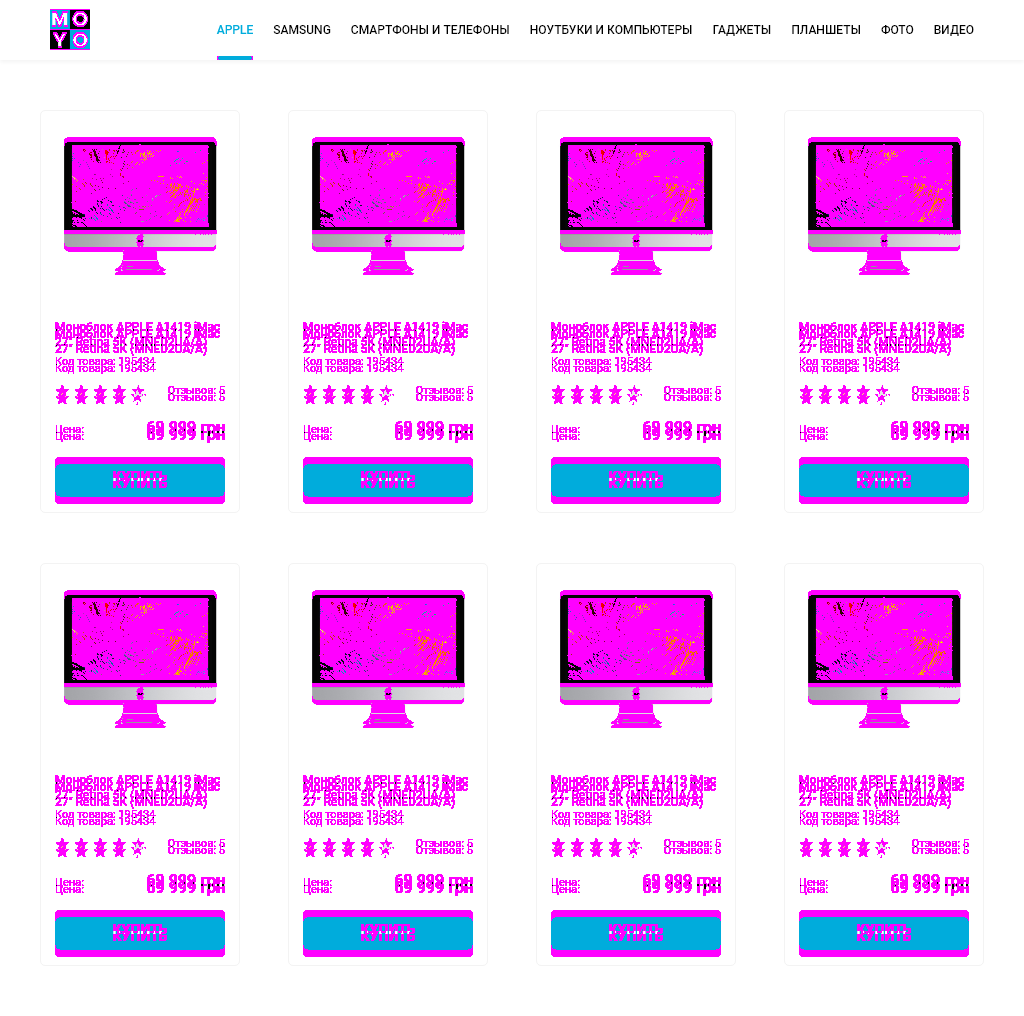 MOYO
APPLE SAMSUNG СМАРТФОНЫ И ТЕЛЕФОНЫ НОУТБУКИ И КОМПЬЮТЕРЫ ГАДЖЕТЫ ПЛАНШЕТЫ ФОТО ВИДЕО
Моноблок APPLE A1419 iMac
27" Retina 5K (MNED2UA/A)
Код товара: 195434
Отзывов: 5
Цена: 69 999 грн
КУПИТЬ
Моноблок APPLE A1419 iMac
27" Retina 5K (MNED2UA/A)
Код товара: 195434
Отзывов: 5
Цена: 69 999 грн
КУПИТЬ
Моноблок APPLE A1419 iMac
27" Retina 5K (MNED2UA/A)
Код товара: 195434
Отзывов: 5
Цена: 69 999 грн
КУПИТЬ
Моноблок APPLE A1419 iMac
27" Retina 5K (MNED2UA/A)
Код товара: 195434
Отзывов: 5
Цена: 69 999 грн
КУПИТЬ
Моноблок APPLE A1419 iMac
27" Retina 5K (MNED2UA/A)
Код товара: 195434
Отзывов: 5
Цена: 69 999 грн
КУПИТЬ
Моноблок APPLE A1419 iMac
27" Retina 5K (MNED2UA/A)
Код товара: 195434
Отзывов: 5
Цена: 69 999 грн
КУПИТЬ
Моноблок APPLE A1419 iMac
27" Retina 5K (MNED2UA/A)
Код товара: 195434
Отзывов: 5
Цена: 69 999 грн
КУПИТЬ
Моноблок APPLE A1419 iMac
27" Retina 5K (MNED2UA/A)
Код товара: 195434
Отзывов: 5
Цена: 69 999 грн
КУПИТЬ